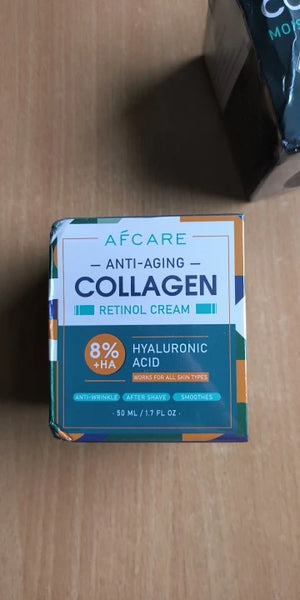 MOIS
AFCARE
— ANTI-AGING —
COLLAGEN
RETINOL CREAM
8%
+HA
HYALURONIC
ACID
WORKS FOR ALL SKIN TYPES
ANTI-WRINKLE AFTER SHAVE SMOOTHES
· 50 ML / 1.7 FL OZ ·